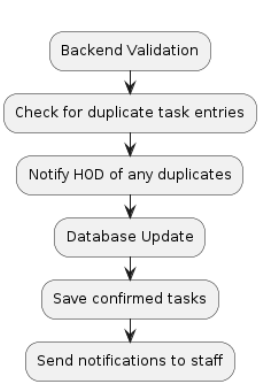 Backend Validation
Check for duplicate task entries
Notify HOD of any duplicates
Database Update
Save confirmed tasks
Send notifications to staff